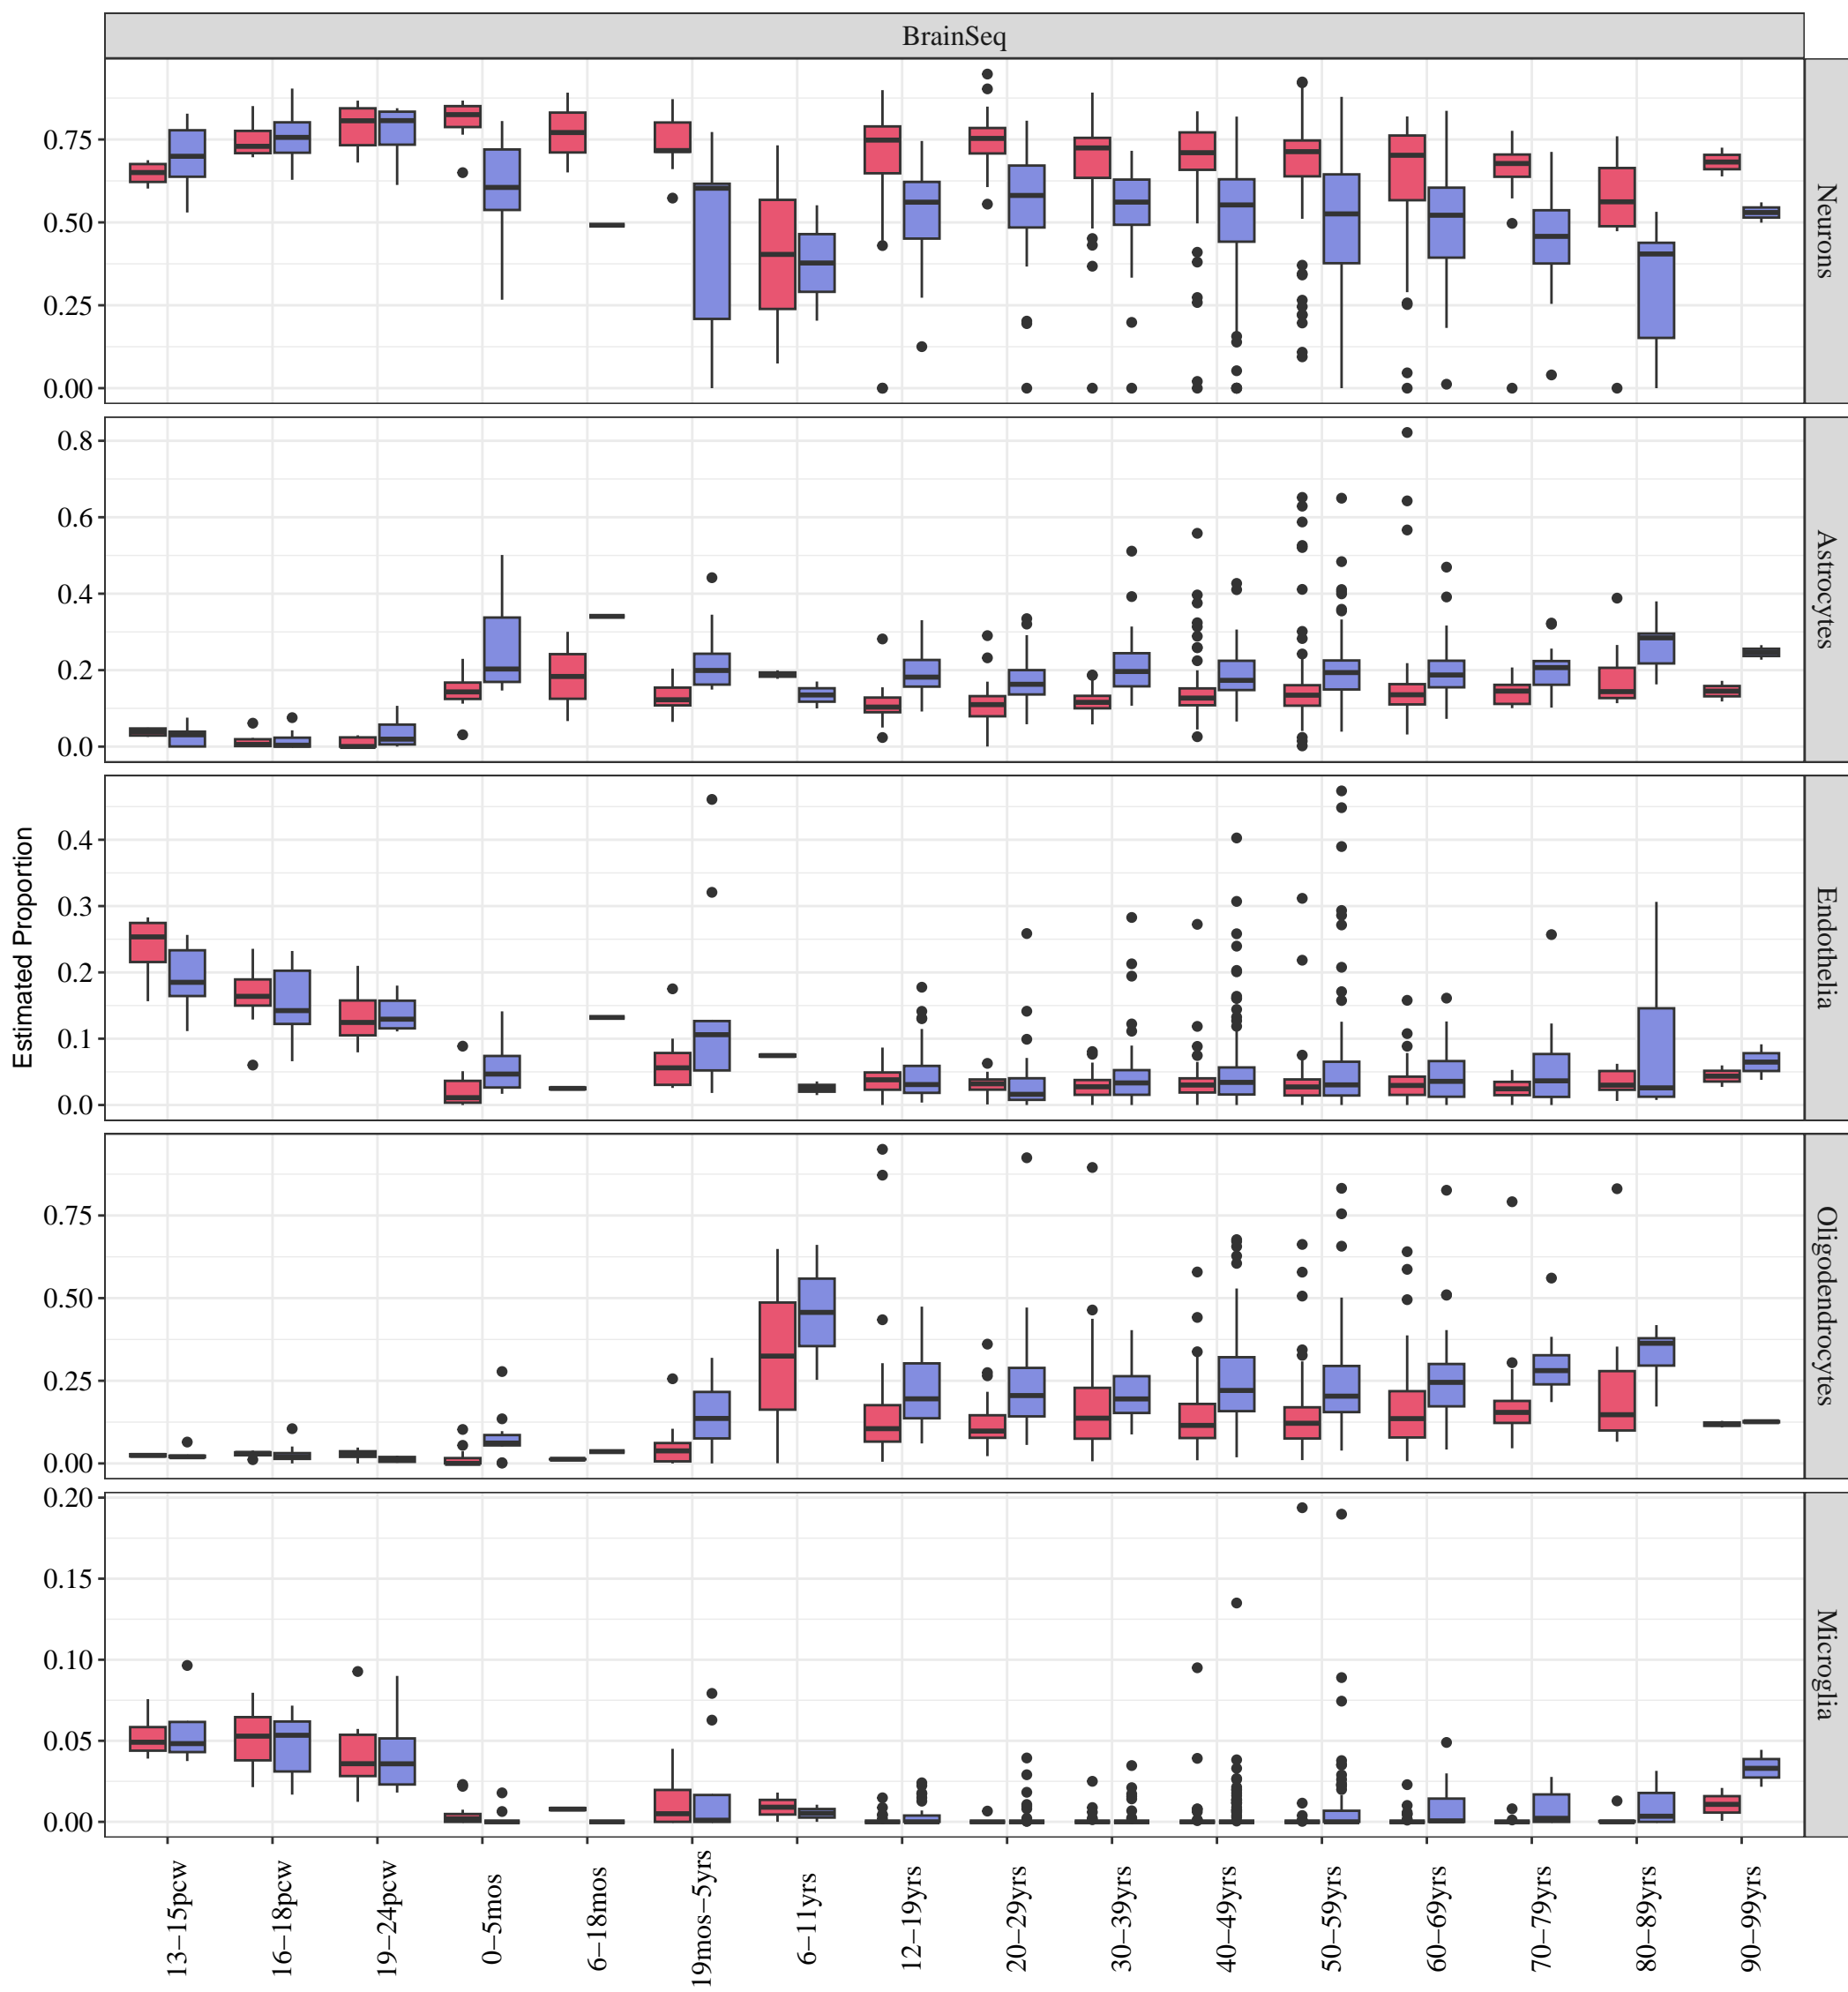 BrainSeq
Estimated Proportion
0.75
0.50
0.25
0.00
Neurons
0.8
0.6
0.4
0.2
0.0
Astrocytes
0.4
0.3
0.2
0.1
0.0
Endothelia
0.75
0.50
0.25
0.00
Oligodendrocytes
0.20
0.15
0.10
0.05
0.00
Microglia
13−15pcw
16−18pcw
19−24pcw
0−5mos
6−18mos
19mos−5yrs
6−11yrs
12−19yrs
20−29yrs
30−39yrs
40−49yrs
50−59yrs
60−69yrs
70−79yrs
80−89yrs
90−99yrs